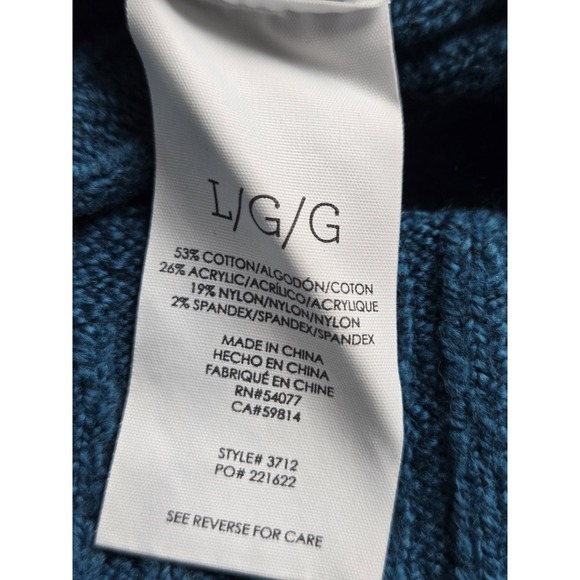 L/G/G
53% COTTON/ALGODÓN/COTON
26% ACRYLIC/ACRÍLICO/ACRYLIQUE
19% NYLON/NYLON/NYLON
2% SPANDEX/SPANDEX/SPANDEX
MADE IN CHINA
HECHO EN CHINA
FABRIQUÉ EN CHINE
RN#54077
CA#59814
STYLE# 3712
PO# 221622
SEE REVERSE FOR CARE